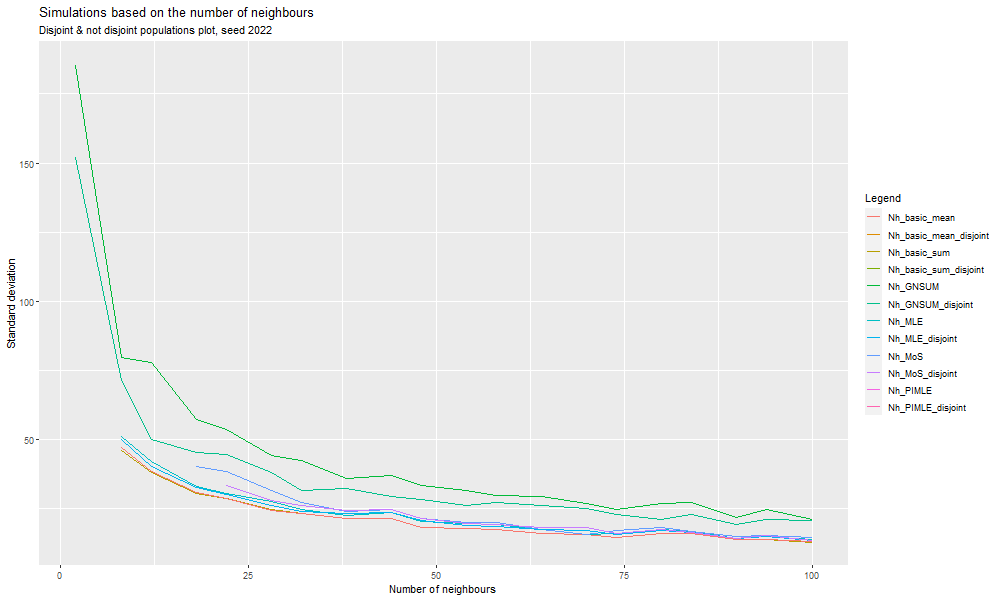 Simulations based on the number of neighbours
Disjoint & not disjoint populations plot, seed 2022
Standard deviation
150
100
50
0
25
50
75
100
Number of neighbours
Legend
Nh_basic_mean
Nh_basic_mean_disjoint
Nh_basic_sum
Nh_basic_sum_disjoint
Nh_GNSUM
Nh_GNSUM_disjoint
Nh_MLE
Nh_MLE_disjoint
Nh_MoS
Nh_MoS_disjoint
Nh_PIMLE
Nh_PIMLE_disjoint